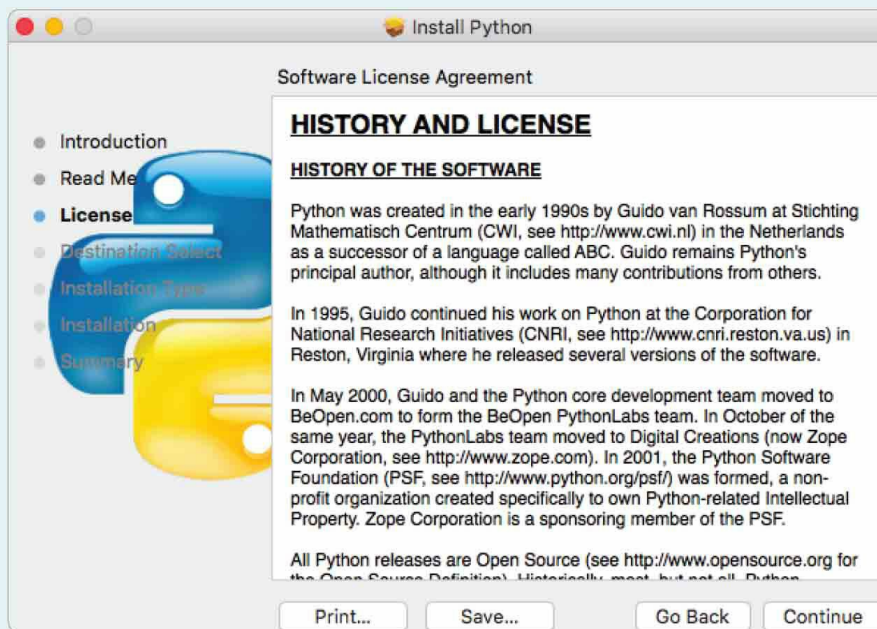 Install Python
Software License Agreement
Introduction
Read Me
License
Destination Select
Installation Type
Installation
Summary
HISTORY AND LICENSE
HISTORY OF THE SOFTWARE
Python was created in the early 1990s by Guido van Rossum at Stichting
Mathematisch Centrum (CWI, see http://www.cwi.nl) in the Netherlands
as a successor of a language called ABC. Guido remains Python's
principal author, although it includes many contributions from others.
In 1995, Guido continued his work on Python at the Corporation for
National Research Initiatives (CNRI, see http://www.cnri.reston.va.us) in
Reston, Virginia where he released several versions of the software.
In May 2000, Guido and the Python core development team moved to
BeOpen.com to form the BeOpen PythonLabs team. In October of the
same year, the PythonLabs team moved to Digital Creations (now Zope
Corporation, see http://www.zope.com). In 2001, the Python Software
Foundation (PSF, see http://www.python.org/psf/) was formed, a non-
profit organization created specifically to own Python-related Intellectual
Property. Zope Corporation is a sponsoring member of the PSF.
All Python releases are Open Source (see http://www.opensource.org for
the Open Source Definition). Historically, most, but not all, Python
Print...
Save...
Go Back
Continue